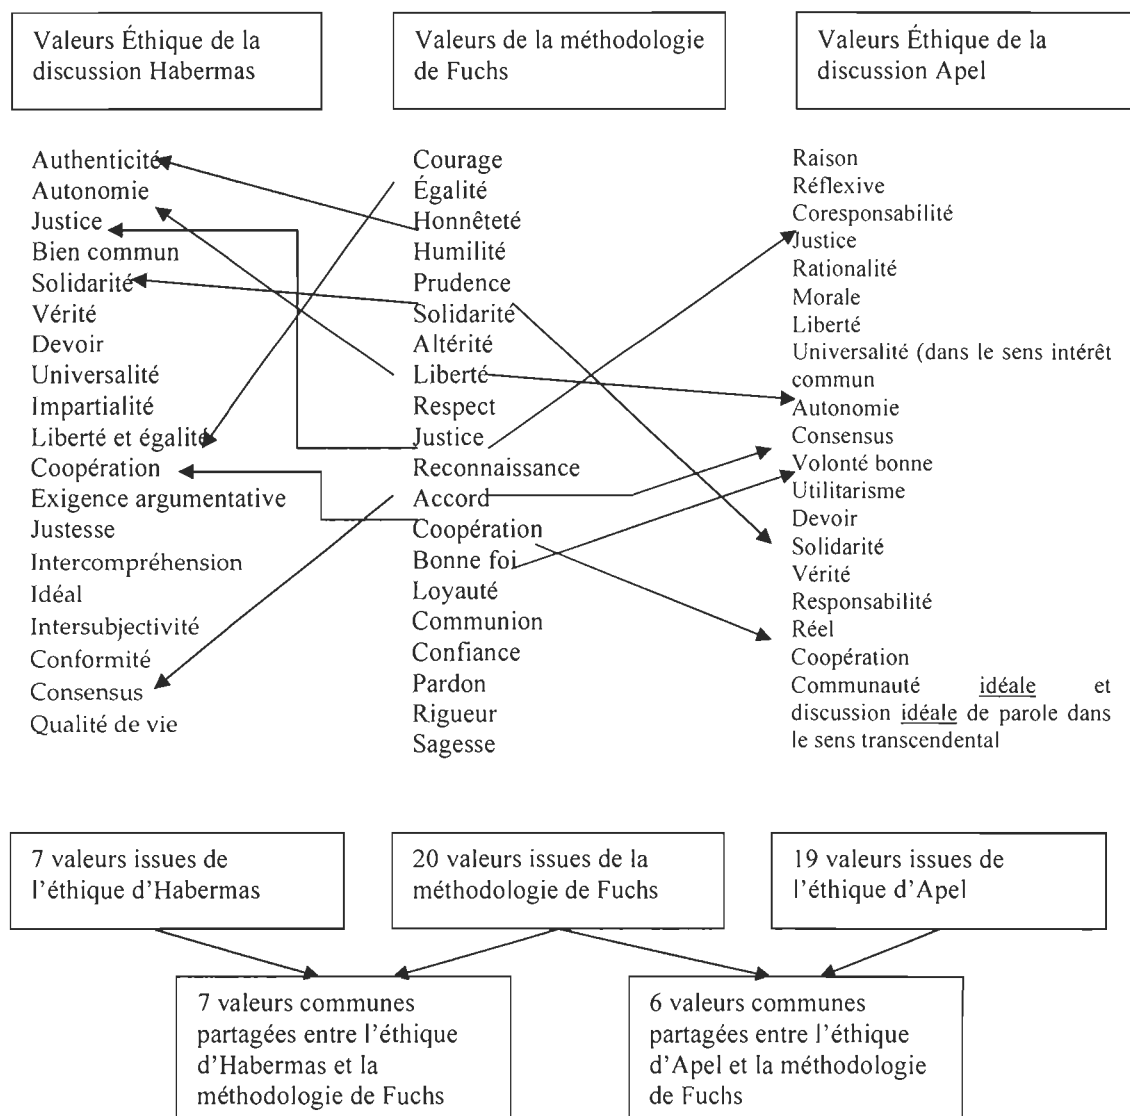 Valeurs Éthique de la
discussion Habermas
Valeurs de la méthodologie
de Fuchs
Valeurs Éthique de la
discussion Apel
Authenticité
Autonomie
Justice
Bien commun
Solidarité
Vérité
Devoir
Universalité
Impartialité
Liberté et égalité
Coopération
Exigence argumentative
Justesse
Intercompréhension
Idéal
Intersubjectivité
Conformité
Consensus
Qualité de vie
Courage
Égalité
Honnêteté
Humilité
Prudence
Solidarité
Altérité
Liberté
Respect
Justice
Reconnaissance
Accord
Coopération
Bonne foi
Loyauté
Communion
Confiance
Pardon
Rigueur
Sagesse
Raison
Réflexive
Coresponsabilité
Justice
Rationalité
Morale
Liberté
Universalité (dans le sens intérêt
commun
Autonomie
Consensus
Volonté bonne
Utilitarisme
Devoir
Solidarité
Vérité
Responsabilité
Réel
Coopération
Communauté idéale et
discussion idéale de parole dans
le sens transcendental
7 valeurs issues de
l'éthique d'Habermas
20 valeurs issues de la
méthodologie de Fuchs
19 valeurs issues de
l'éthique d'Apel
7 valeurs communes
partagées entre l'éthique
d'Habermas et la
méthodologie de Fuchs
6 valeurs communes
partagées entre l'éthique
d'Apel et la méthodologie
de Fuchs